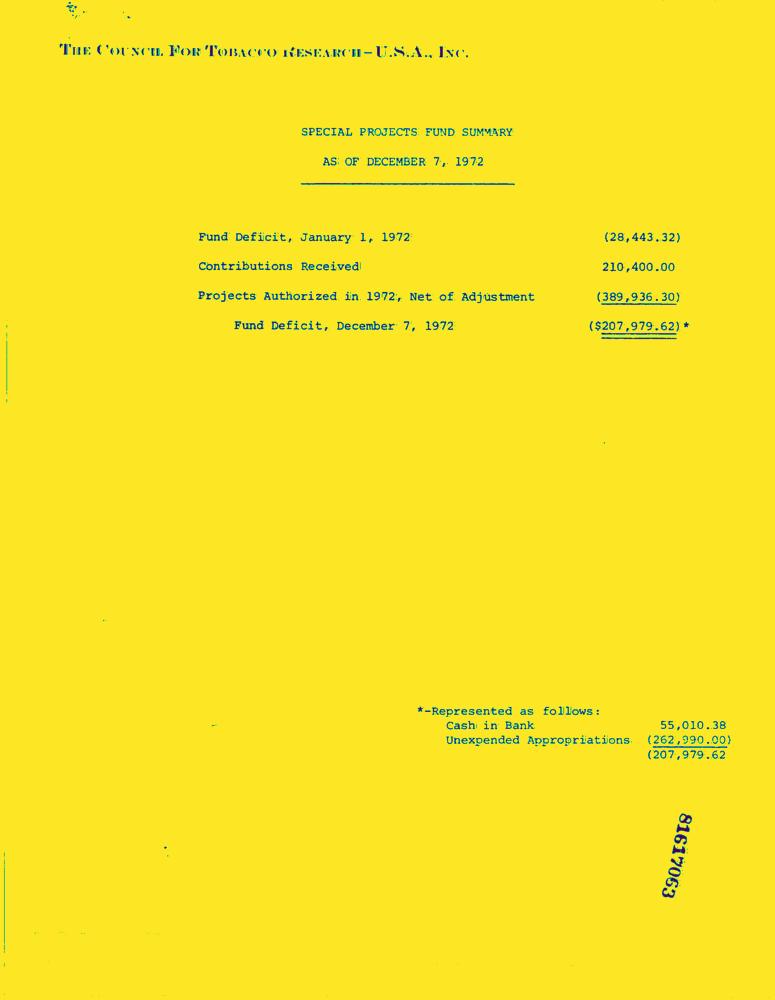 THE COUNCIL FOR TOBACCO RESEARCH-U.S.A., INC.
SPECIAL PROJECTS FUND SUMMARY
AS OF DECEMBER 7, 1972
Fund Deficit, January 1, 1972 (28,443.32)
Contributions Received 210,400.00
Projects Authorized in 1972, Net of Adjustment (389,936.30)
Fund Deficit, December 7, 1972 ($207,979.62)*
*-Represented as follows:
Cash in Bank 55,010.38
Unexpended Appropriations (262,990.00)
(207,979.62
81617063